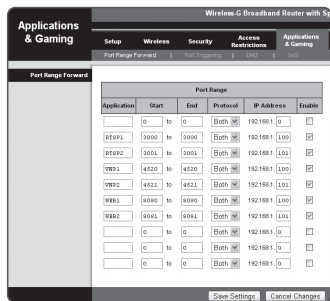 Wireless-G Broadband Router with Sp
Applications
& Gaming
Setup Wireless Security Access Restrictions Applications & Gaming
Port Range Forward | Port Triggering | DMZ | QoS
Port Range Forward
Port Range
Application Start End Protocol IP Address Enable
0 to 0 Both 192.168.1. 0
RTSP1 3000 to 3000 Both 192.168.1. 100
RTSP2 3001 to 3001 Both 192.168.1. 101
4520 to 4520 Both 192.168.1. 100
4521 to 4521 Both 192.168.1. 101
WEB1 8080 to 8080 Both 192.168.1. 100
WEB2 to Both 192.168.1. 101
0 to 0 Both 192.168.1. 0
0 to 0 Both 192.168.1. 0
0 to 0 Both 192.168.1. 0
Save Settings Cancel Changes